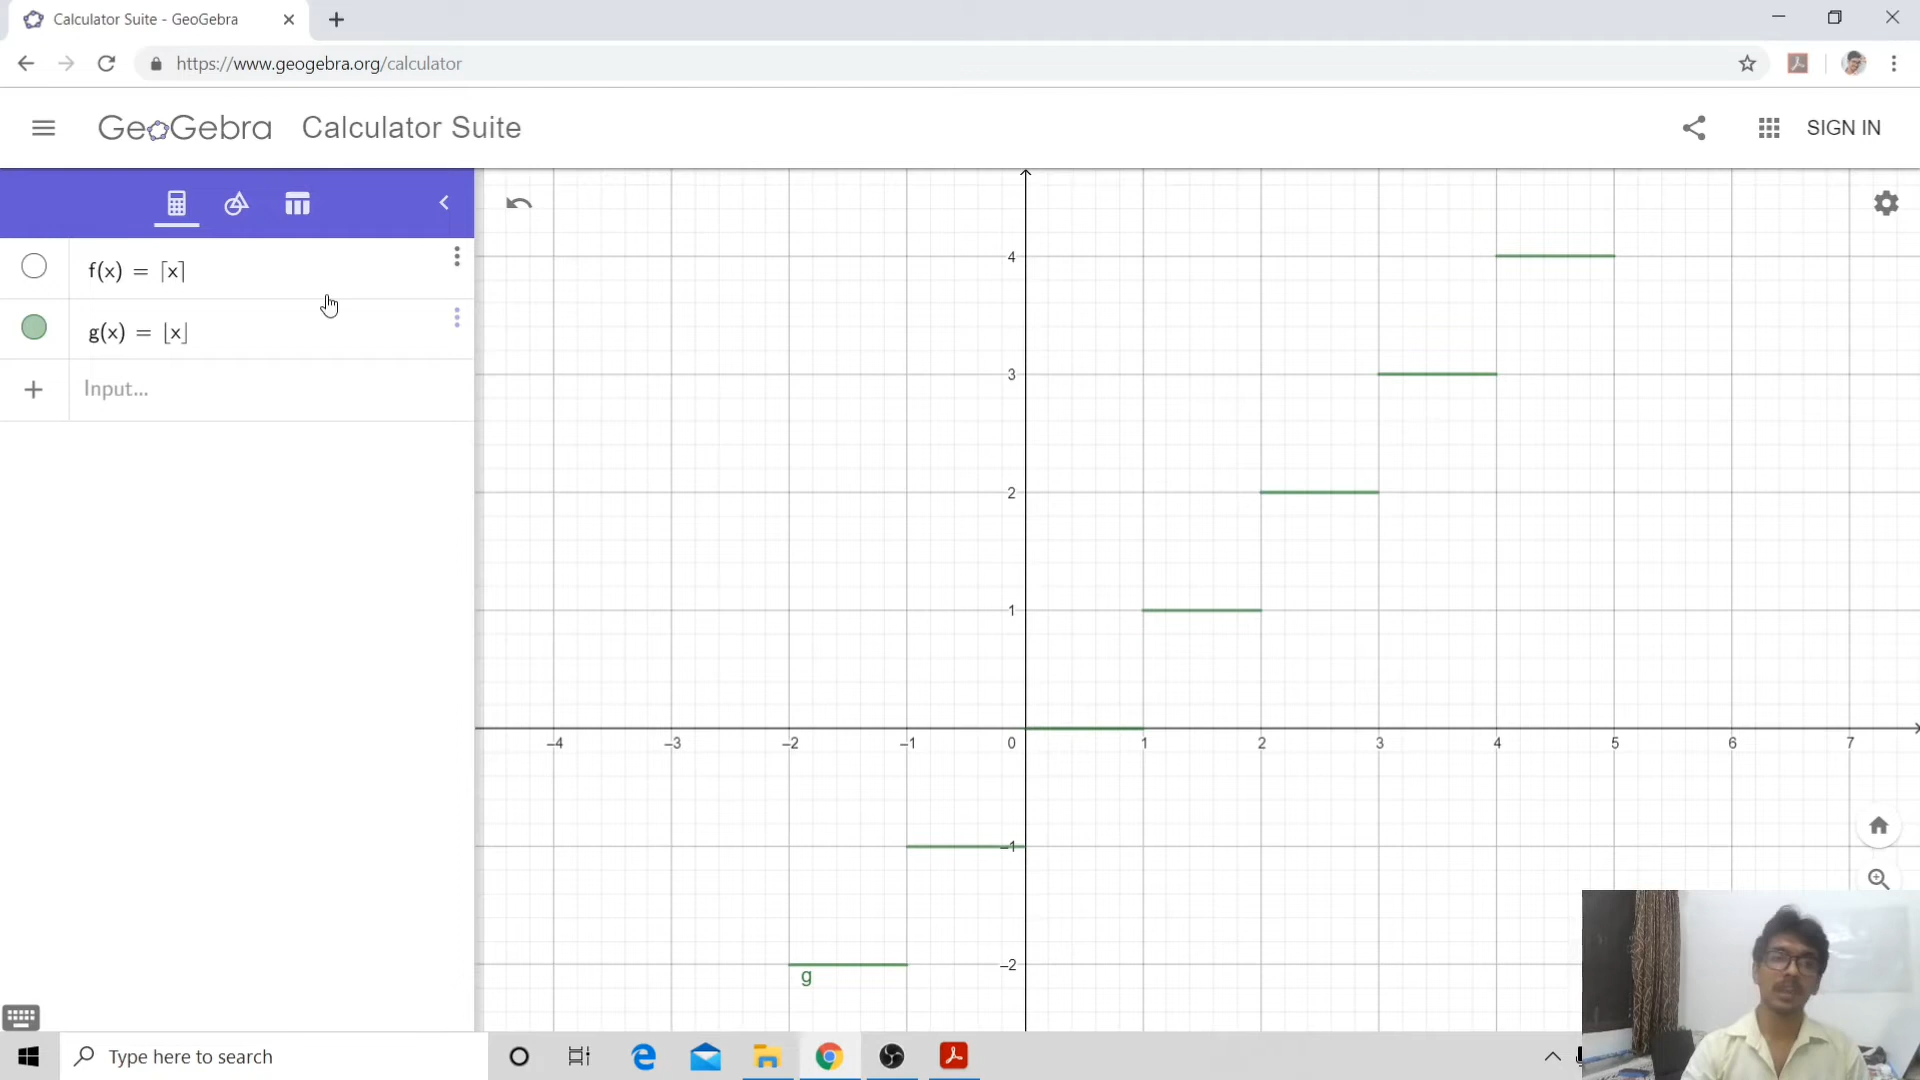 Calculator Suite - GeoGebra
https://www.geogebra.org/calculator
GeoGebra Calculator Suite
SIGN IN
f(x) = ⌈x⌉
g(x) = ⌊x⌋
Input...
4
3
2
1
–4 –3 –2 –1 0 1 2 3 4 5 6 7
–1
–2
g
Type here to search